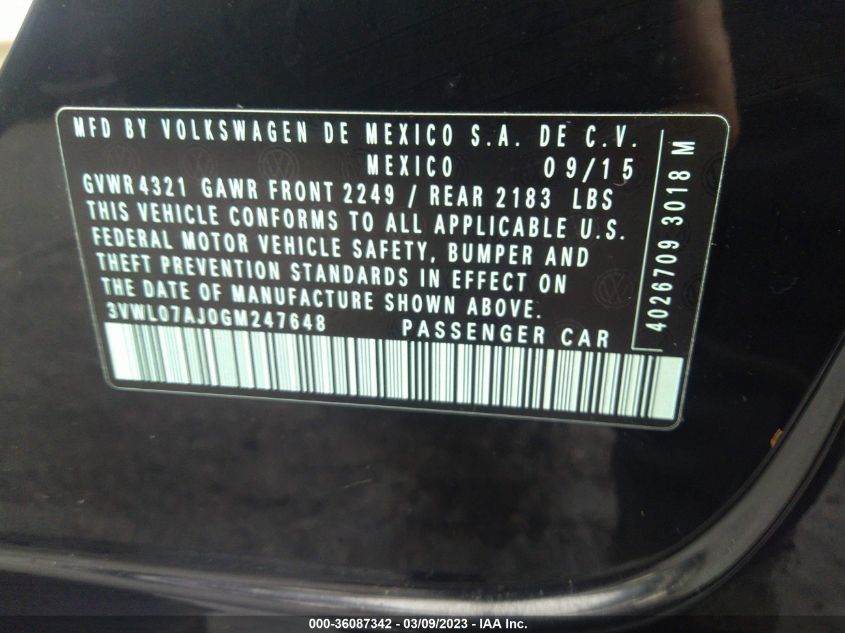 MFD BY VOLKSWAGEN DE MEXICO S.A. DE C.V.
MEXICO 09/15
GVWR 4321 GAWR FRONT 2249 / REAR 2183 LBS
THIS VEHICLE CONFORMS TO ALL APPLICABLE U.S.
FEDERAL MOTOR VEHICLE SAFETY, BUMPER AND
THEFT PREVENTION STANDARDS IN EFFECT ON
THE DATE OF MANUFACTURE SHOWN ABOVE.
3VWL07AJ0GM247648 PASSENGER CAR
4026709 3018 M
000-36087342 - 03/09/2023 - IAA Inc.